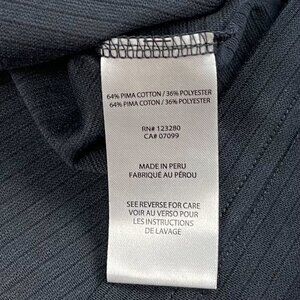 64% PIMA COTTON / 36% POLYESTER
64% PIMA COTON / 36% POLYESTER
RN# 123280
CA# 07099
MADE IN PERU
FABRIQUÉ AU PÉROU
SEE REVERSE FOR CARE
VOIR AU VERSO POUR
LES INSTRUCTIONS
DE LAVAGE